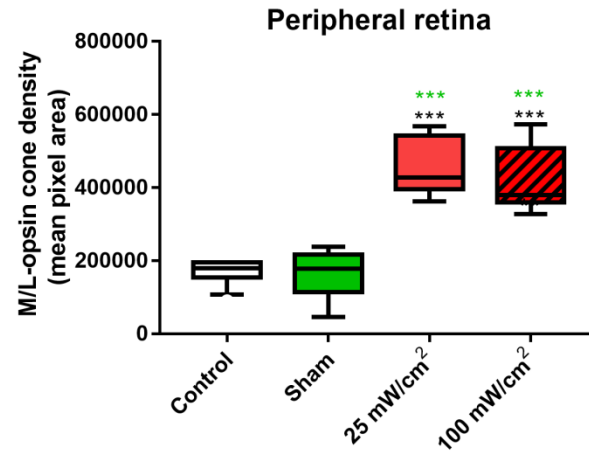 Peripheral retina
M/L-opsin cone density
(mean pixel area)
800000
600000
400000
200000
0
*** ***
*** ***
Control
Sham
25 mW/cm²
100 mW/cm²